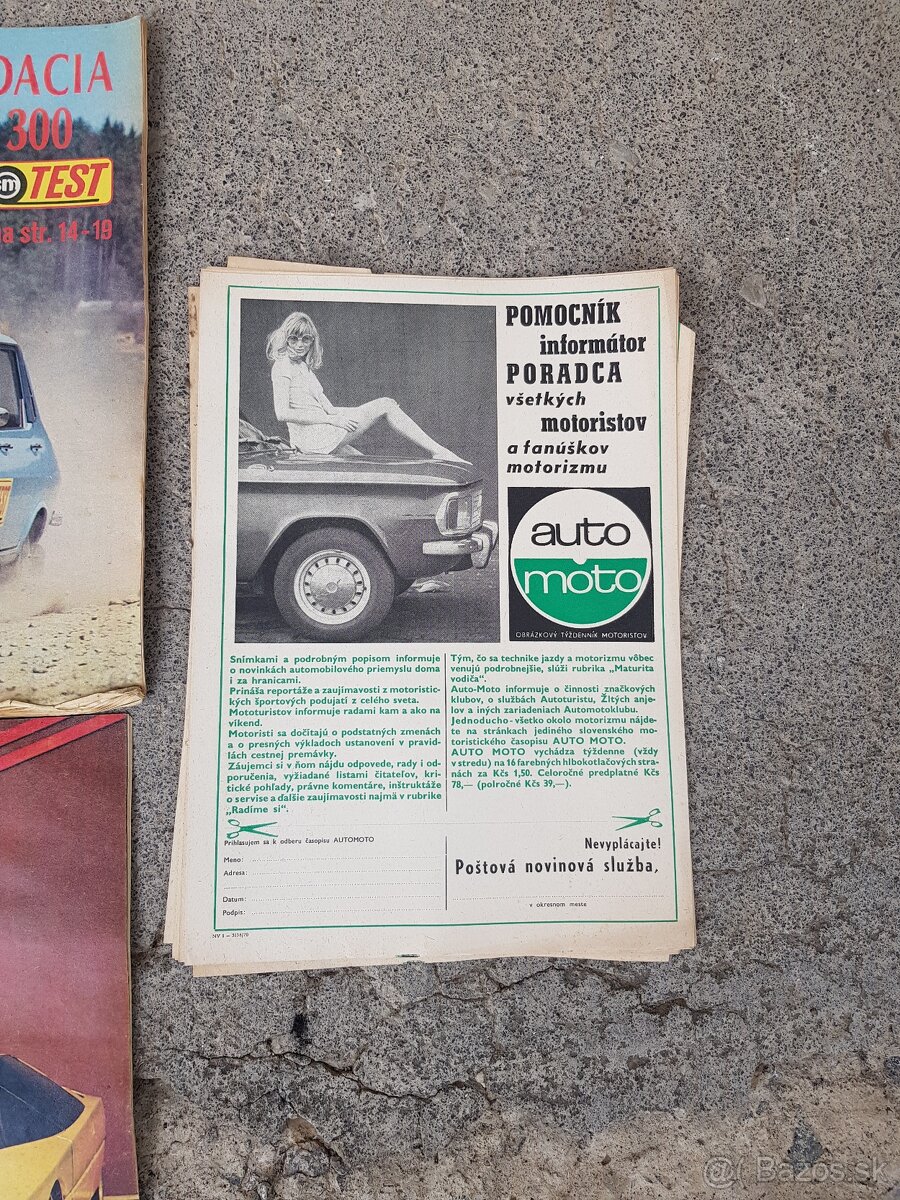 DACIA
300
TEST
na str. 14-19
POMOCNÍK
informátor
PORADCA
všetkých
motoristov
a fanúškov
motorizmu
auto
moto
OBRÁZKOVÝ TÝŽDENNÍK MOTORISTOV
Snímkami a podrobným popisom informuje
o novinkách automobilového priemyslu doma
i za hranicami.
Prináša reportáže a zaujímavosti z motoristic-
kých športových podujatí z celého sveta.
Mototuristov informuje radami kam a ako na
víkend.
Motoristi sa dočítajú o podstatných zmenách
a o presných výkladoch ustanovení v pravid-
lách cestnej premávky.
Záujemci si v ňom nájdu odpovede, rady i od-
poručenia, vyžiadané listami čitateľov, kri-
tické pohľady, právne komentáre, inštruktáže
o servise a ďalšie zaujímavosti najmä v rubrike
„Radíme si".
Tým, čo sa technike jazdy a motorizmu vôbec
venujú podrobnejšie, slúži rubrika „Maturita
vodiča".
Auto-Moto informuje o činnosti značkových
klubov, o službách Autoturistu, Žltých anje-
lov a iných zariadeniach Automotoklubu.
Jednoducho - všetko okolo motorizmu nájde-
te na stránkach jediného slovenského mo-
toristického časopisu AUTO MOTO.
AUTO MOTO vychádza týždenne (vždy
v stredu) na 16 farebných hlbokotlačových stra-
nách za Kčs 1,50. Celoročné predplatné Kčs
78,— (polročné Kčs 39,—).
Prihlasujem sa k odberu časopisu AUTOMOTO
Meno:
Adresa:
Datum:
Podpis:
Nevyplácajte!
Poštová novinová služba,
v okresnom meste
Bazos.sk